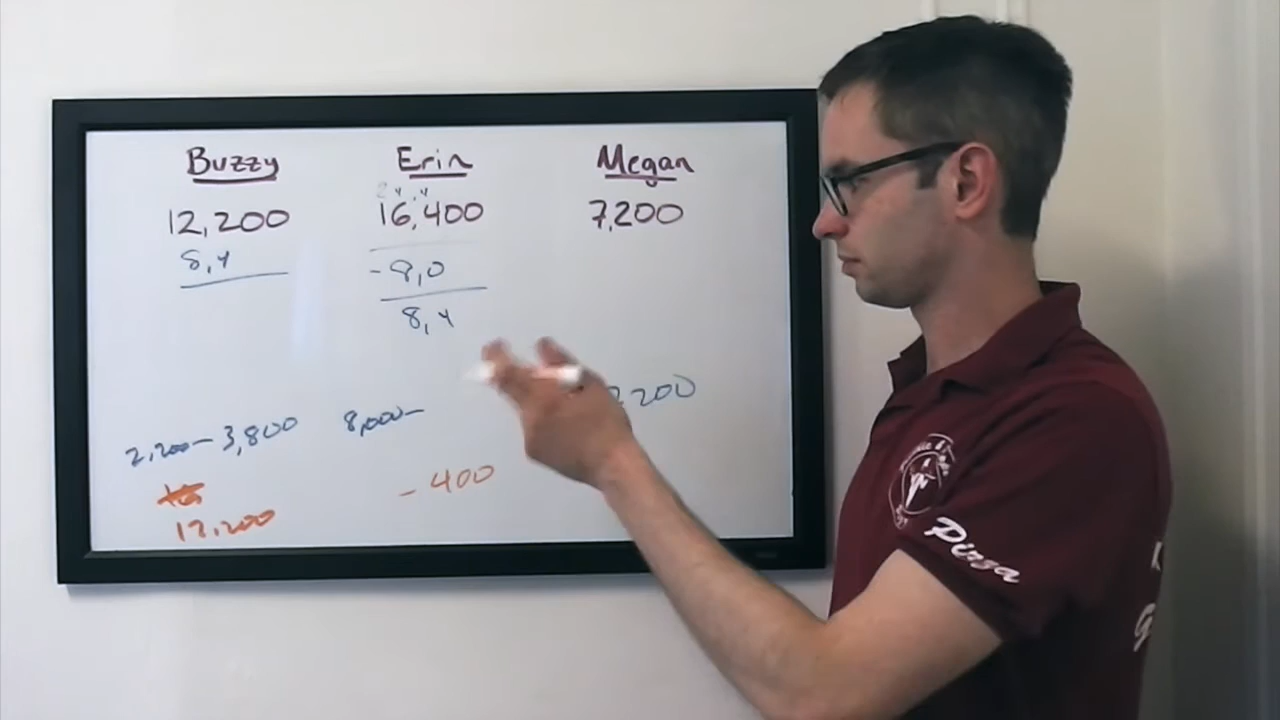 Buzzy Erin Megan
12,200 16,400 7,200
8,4 -8,0
8,4
2,200- 3,800 8,000- 2,200
12,200 -400
Pizza